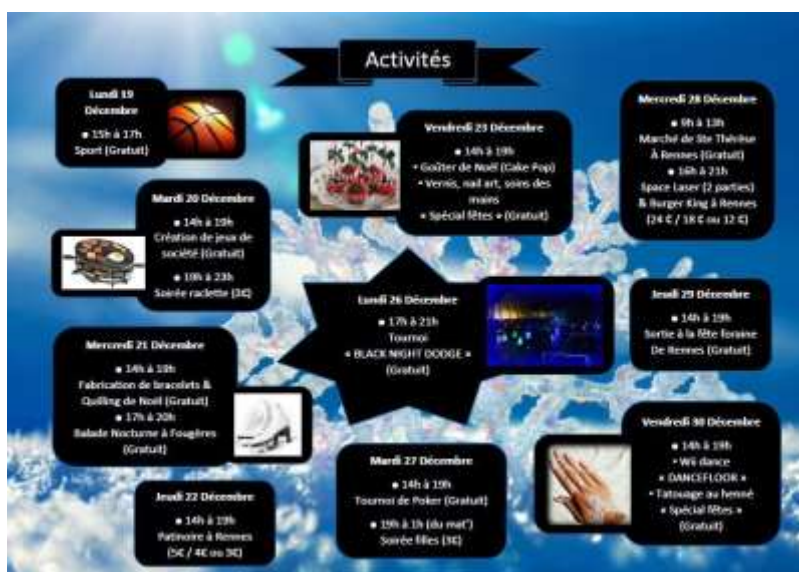 Activités
Lundi 19
Décembre
● 15h à 17h
Sport (Gratuit)
Mardi 20 Décembre
● 14h à 19h
Création de jeux de
société (Gratuit)
● 19h à 23h
Soirée raclette (3€)
Mercredi 21 Décembre
● 14h à 19h
Fabrication de bracelets &
Quilling de Noël (Gratuit)
● 17h à 20h
Balade Nocturne à Fougères
(Gratuit)
Jeudi 22 Décembre
● 14h à 19h
Patinoire à Rennes
(5€ / 4€ ou 3€)
Vendredi 23 Décembre
● 14h à 19h
• Goûter de Noël (Cake Pop)
• Vernis, nail art, soins des
mains
« Spécial fêtes » (Gratuit)
Lundi 26 Décembre
● 17h à 21h
Tournoi
« BLACK NIGHT DODGE »
(Gratuit)
Mardi 27 Décembre
● 14h à 19h
Tournoi de Poker (Gratuit)
● 19h à 1h (du mat')
Soirée filles (3€)
Mercredi 28 Décembre
● 9h à 13h
Marché de Ste Thérèse
À Rennes (Gratuit)
● 16h à 21h
Space Laser (2 parties)
& Burger King à Rennes
(24 € / 18 € ou 12 €)
Jeudi 29 Décembre
● 14h à 19h
Sortie à la fête foraine
De Rennes (Gratuit)
Vendredi 30 Décembre
● 14h à 19h
• Wii dance
« DANCEFLOOR »
• Tatouage au henné
« Spécial fêtes »
(Gratuit)